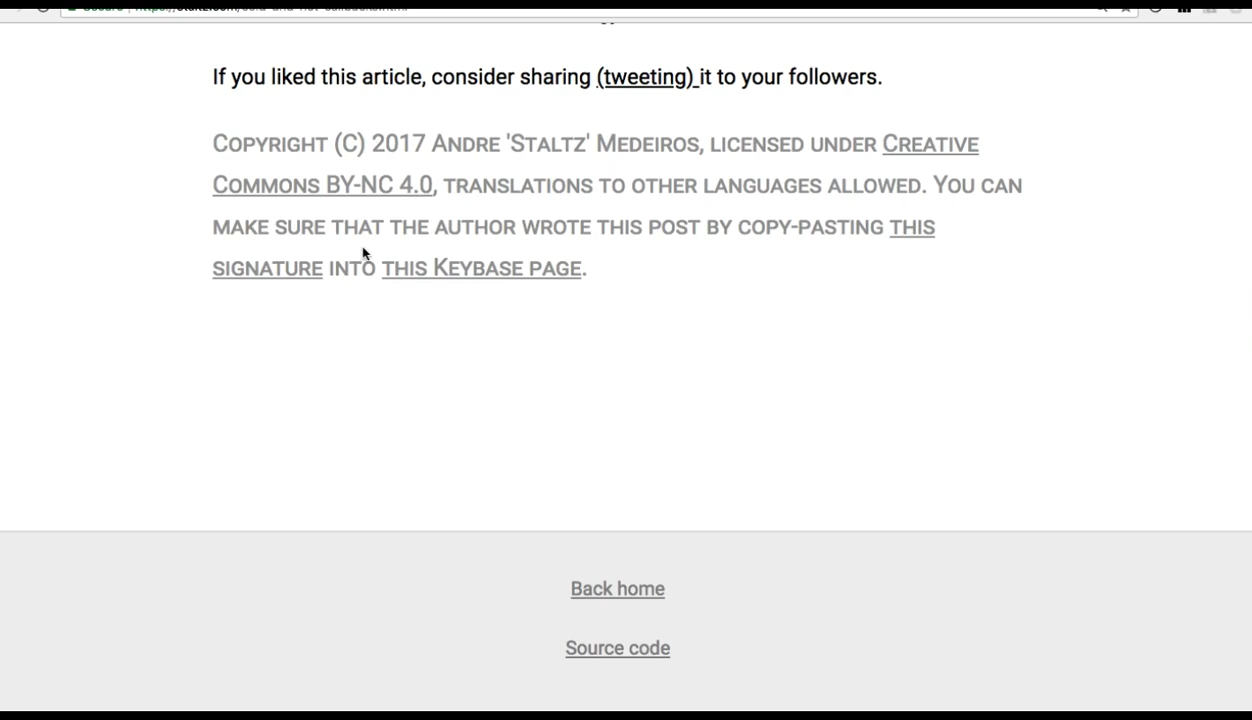 If you liked this article, consider sharing (tweeting) it to your followers.
Copyright (C) 2017 Andre 'Staltz' Medeiros, licensed under Creative
Commons BY-NC 4.0, translations to other languages allowed. You can
make sure that the author wrote this post by copy-pasting this
signature into this Keybase page.
Back home
Source code